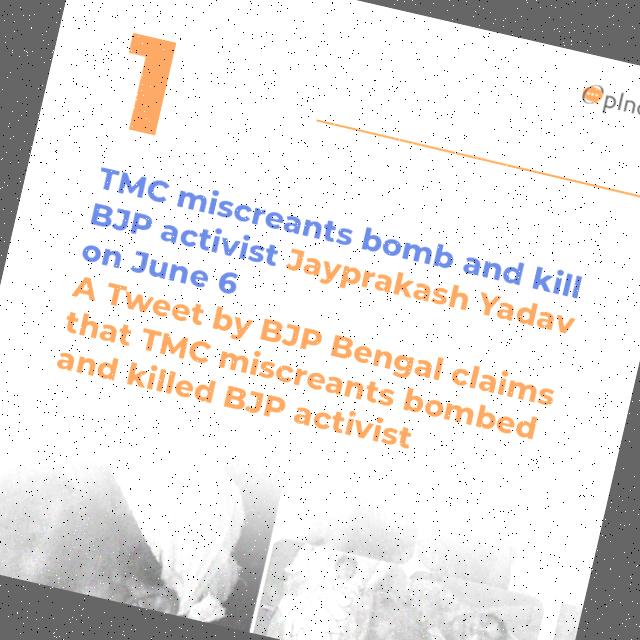 1
TMC miscreants bomb and kill
BJP activist Jayprakash Yadav
on June 6
A Tweet by BJP Bengal claims
that TMC miscreants bombed
and killed BJP activist